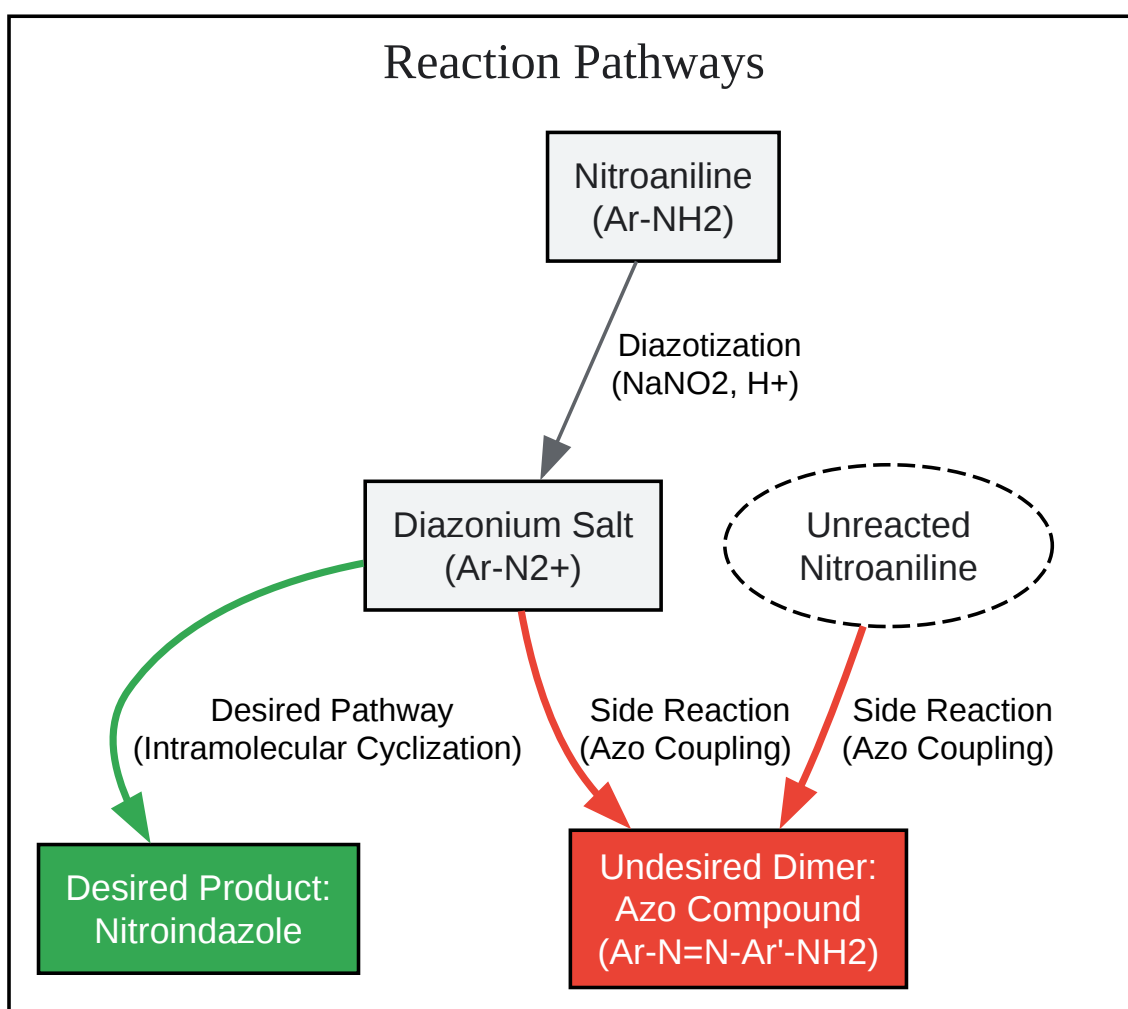 Reaction Pathways
Nitroaniline
(Ar-NH2)
Diazotization
(NaNO2, H+)
Diazonium Salt
(Ar-N2+)
Unreacted
Nitroaniline
Desired Pathway
(Intramolecular Cyclization)
Side Reaction
(Azo Coupling)
Side Reaction
(Azo Coupling)
Desired Product:
Nitroindazole
Undesired Dimer:
Azo Compound
(Ar-N=N-Ar'-NH2)